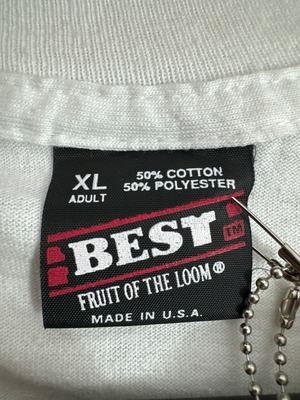 XL
ADULT
50% COTTON
50% POLYESTER
BEST
TM
FRUIT OF THE LOOM®
MADE IN U.S.A.